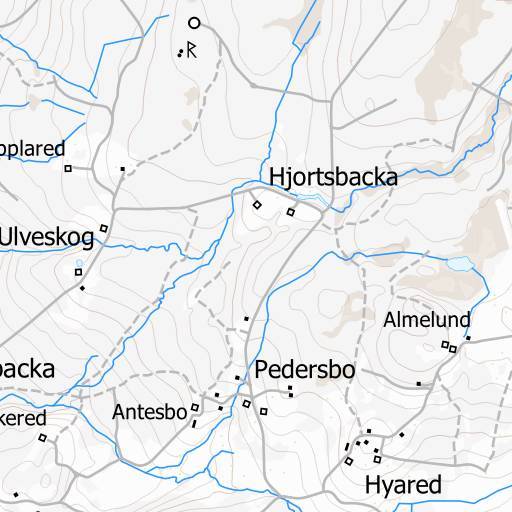 ᚱ
pplared
Hjortsbacka
Ulveskog
Almelund
backa
Pedersbo
Antesbo
kered
Hyared